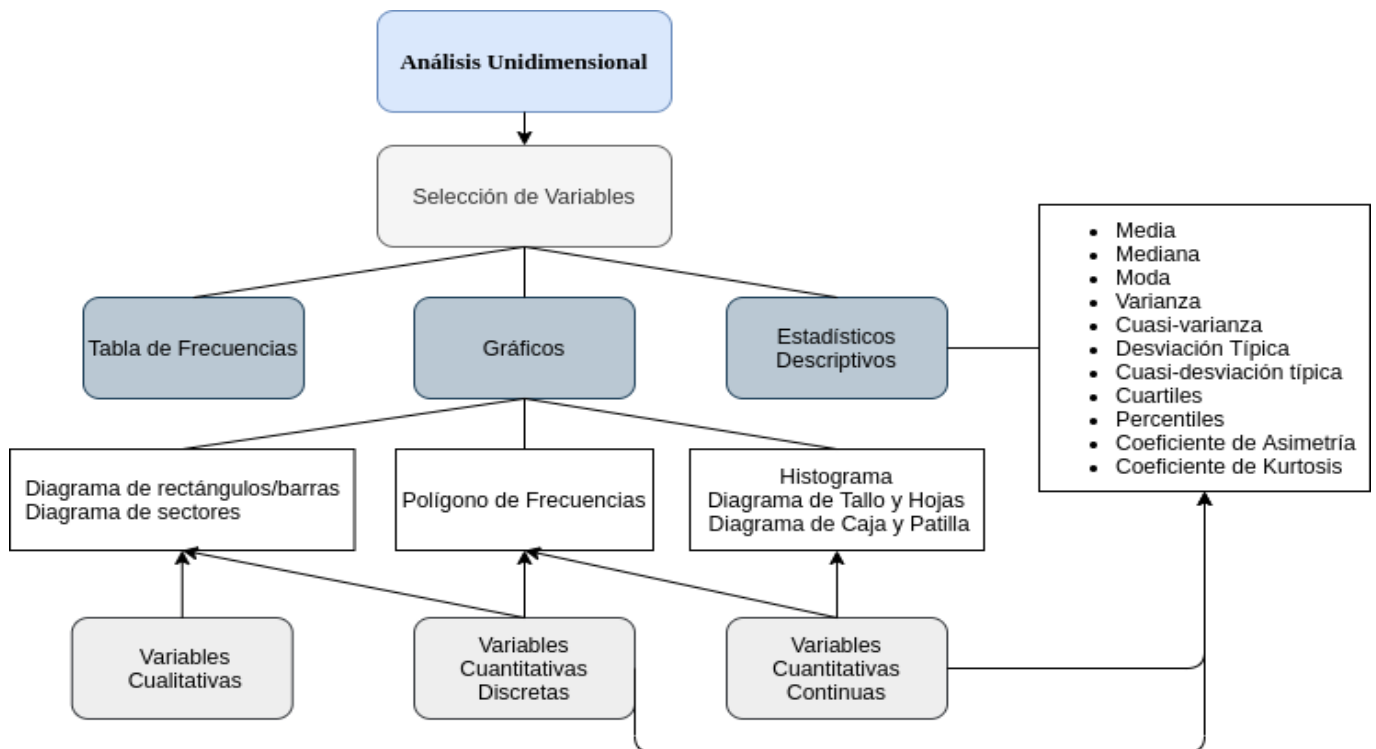 Análisis Unidimensional
Selección de Variables
Tabla de Frecuencias
Gráficos
Estadísticos
Descriptivos
Media
Mediana
Moda
Varianza
Cuasi-varianza
Desviación Típica
Cuasi-desviación típica
Cuartiles
Percentiles
Coeficiente de Asimetría
Coeficiente de Kurtosis
Diagrama de rectángulos/barras
Diagrama de sectores
Polígono de Frecuencias
Histograma
Diagrama de Tallo y Hojas
Diagrama de Caja y Patilla
Variables
Cualitativas
Variables
Cuantitativas
Discretas
Variables
Cuantitativas
Continuas